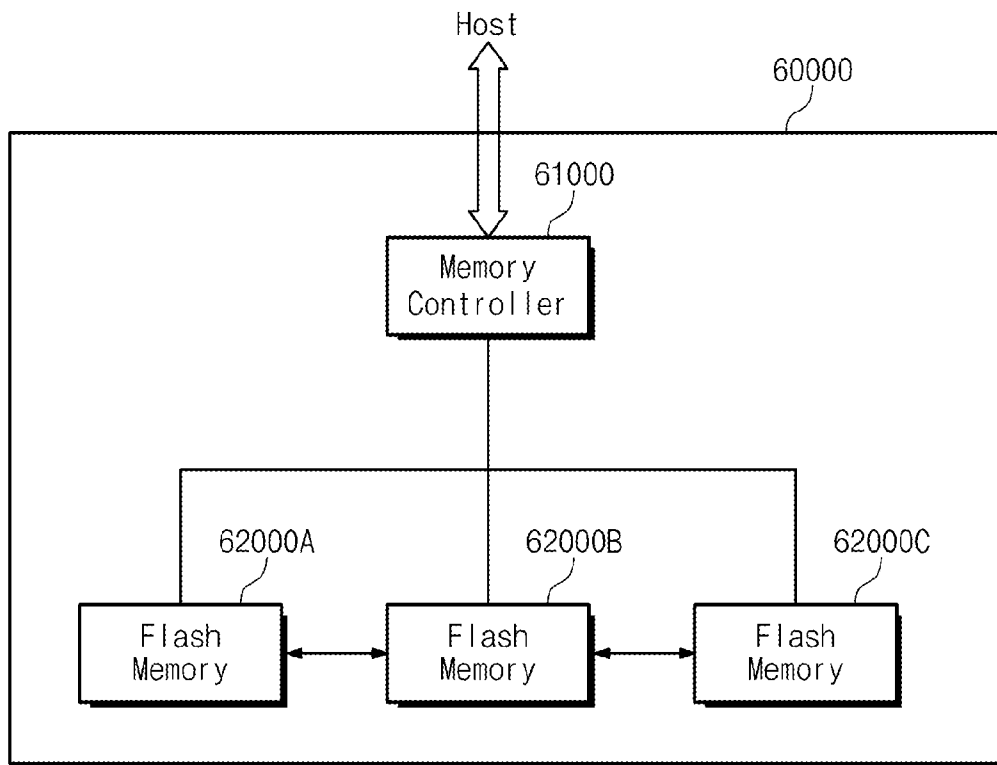 Host
60000
61000
Memory
Controller
62000A
62000B
62000C
Flash
Memory
Flash
Memory
Flash
Memory